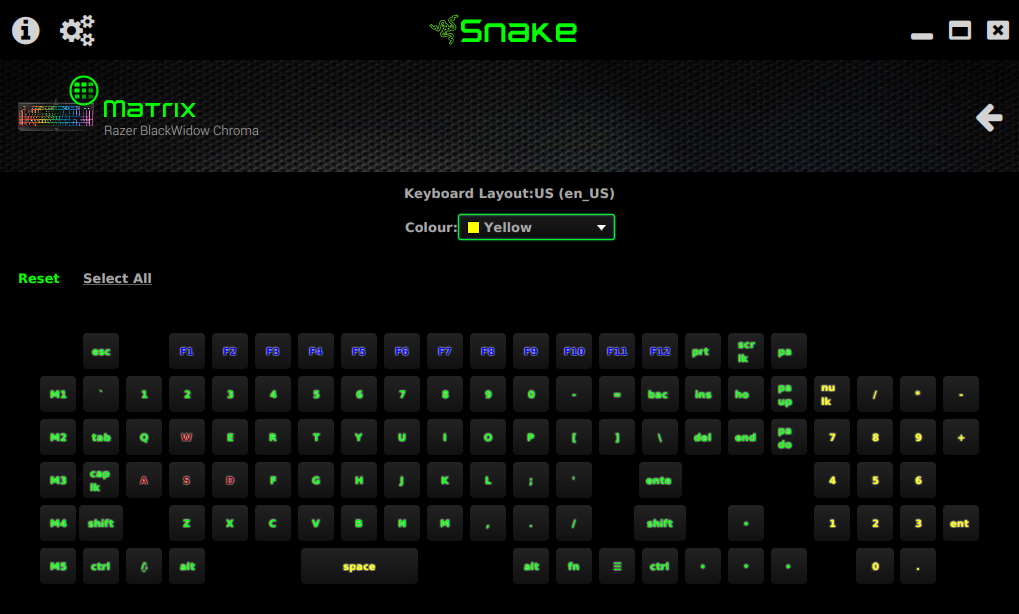 Snake
Matrix
Razer BlackWidow Chroma
Keyboard Layout:US (en_US)
Colour: Yellow
Reset Select All
esc F1 F2 F3 F4 F5 F6 F7 F8 F9 F10 F11 F12 prt scr lk pa
M1 ` 1 2 3 4 5 6 7 8 9 0 - = bac ins ho pa up nu lk / * -
M2 tab Q W E R T Y U I O P [ ] \ del end pa do 7 8 9 +
M3 cap lk A S D F G H J K L ; ' ente 4 5 6
M4 shift Z X C V B N M , . / shift 1 2 3 ent
M5 ctrl alt space alt fn ctrl 0 .